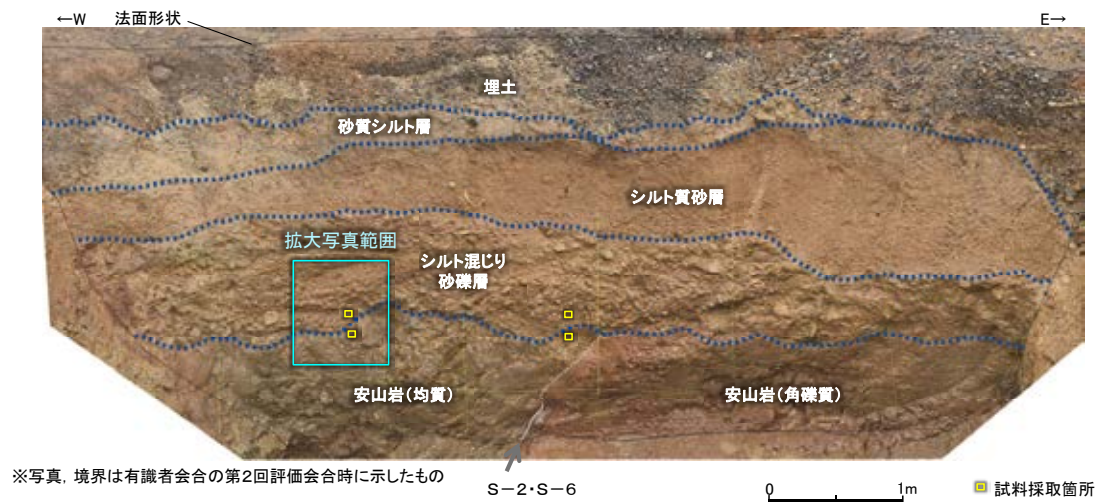 ←W 法面形状 E→
埋土
砂質シルト層
シルト質砂層
拡大写真範囲
シルト混じり
砂礫層
安山岩(均質) 安山岩(角礫質)
※写真，境界は有識者会合の第2回評価会合時に示したもの
S－2・S－6
0 1m
試料採取箇所